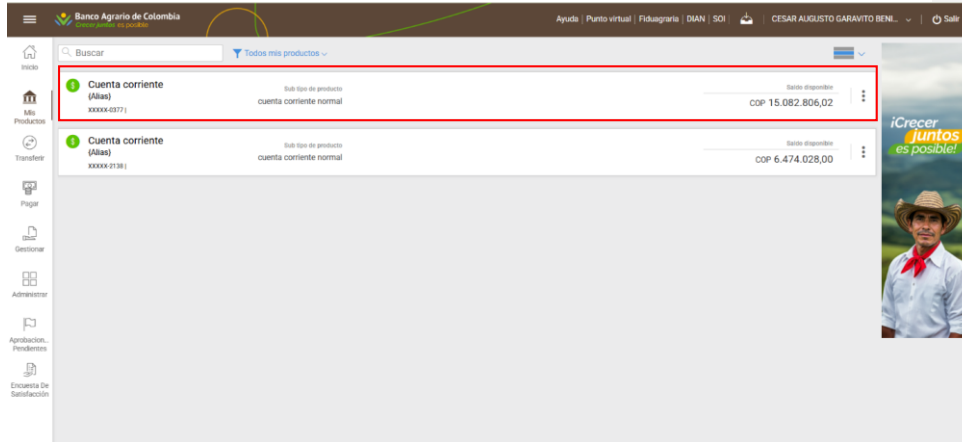 Banco Agrario de Colombia
Crecer juntos es posible
Ayuda | Punto virtual | Fiduagraria | DIAN | SOI | CESAR AUGUSTO GARAVITO BENI... | Salir
Inicio
Mis
Productos
Transferir
Pagar
Gestionar
Administrar
Aprobacion...
Pendientes
Encuesta De
Satisfacción
Buscar
Todos mis productos
Cuenta corriente
{Alias}
XXXXX-0377 |
Sub tipo de producto
cuenta corriente normal
Saldo disponible
COP 15.082.806,02
Cuenta corriente
{Alias}
XXXXX-2138 |
Sub tipo de producto
cuenta corriente normal
Saldo disponible
COP 6.474.028,00
¡Crecer
juntos
es posible!